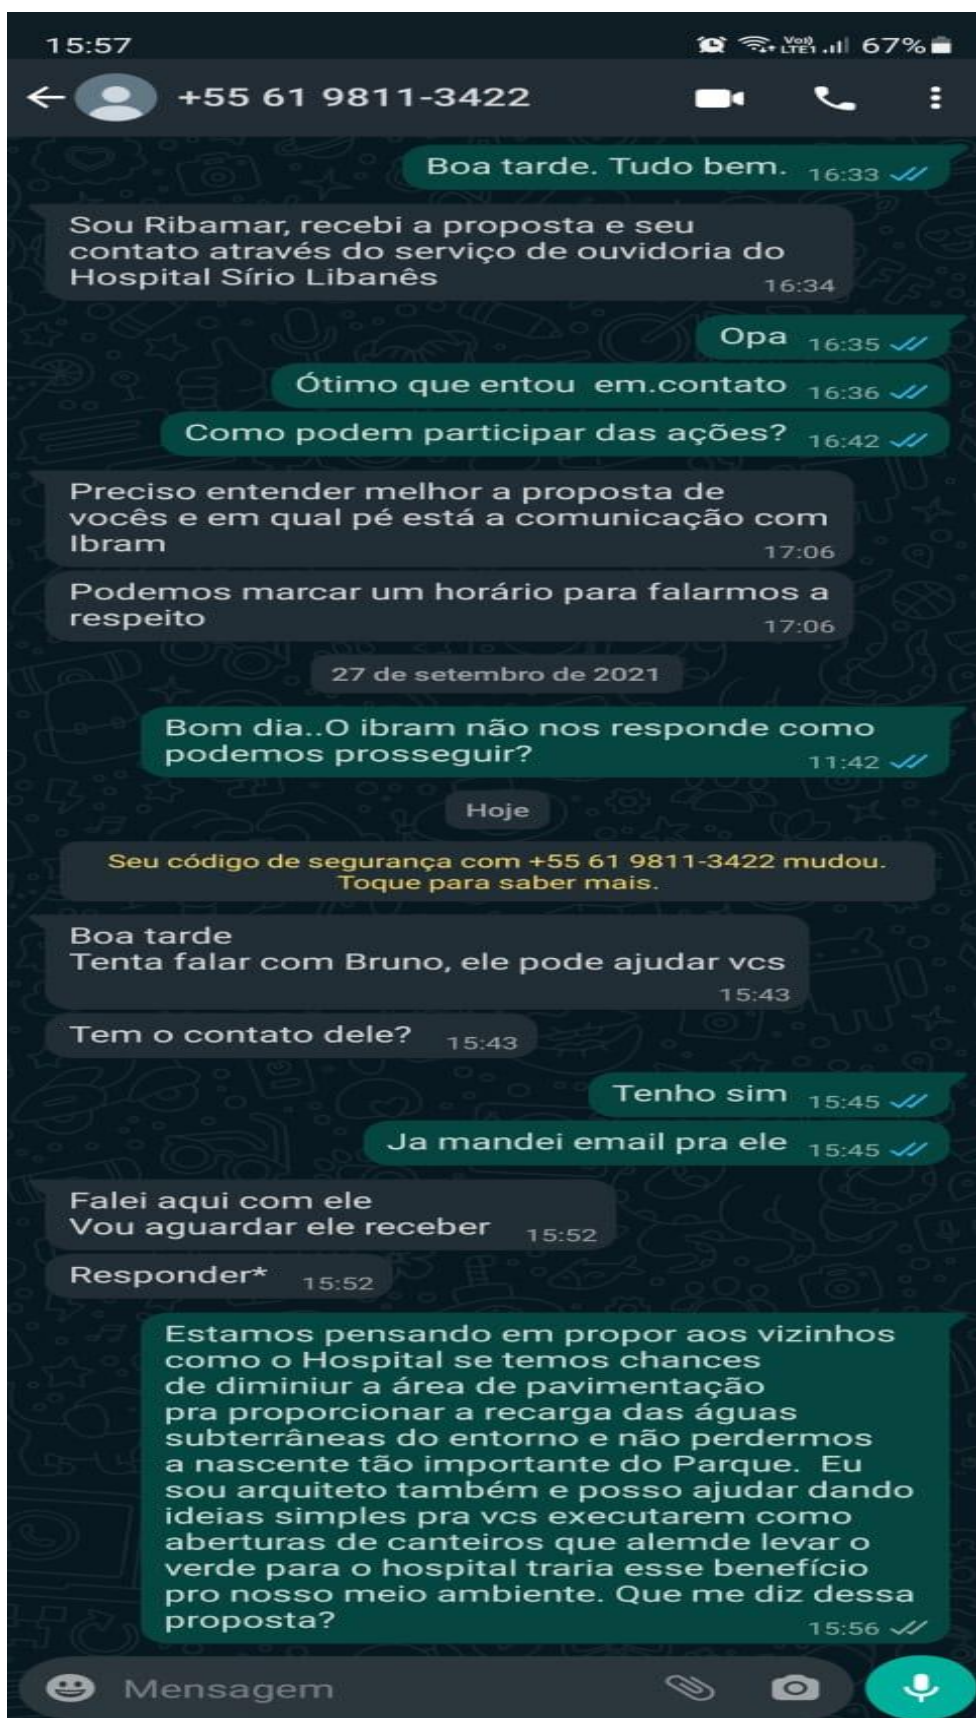 15:57
Vo)) LTE1 67%
+55 61 9811-3422
Boa tarde. Tudo bem. 16:33
Sou Ribamar, recebi a proposta e seu
contato através do serviço de ouvidoria do
Hospital Sírio Libanês
16:34
Opa 16:35
Ótimo que entou em.contato 16:36
Como podem participar das ações? 16:42
Preciso entender melhor a proposta de
vocês e em qual pé está a comunicação com
Ibram
17:06
Podemos marcar um horário para falarmos a
respeito
17:06
27 de setembro de 2021
Bom dia..O ibram não nos responde como
podemos prosseguir?
11:42
Hoje
Seu código de segurança com +55 61 9811-3422 mudou.
Toque para saber mais.
Boa tarde
Tenta falar com Bruno, ele pode ajudar vcs
15:43
Tem o contato dele? 15:43
Tenho sim 15:45
Ja mandei email pra ele 15:45
Falei aqui com ele
Vou aguardar ele receber 15:52
Responder* 15:52
Estamos pensando em propor aos vizinhos
como o Hospital se temos chances
de diminiur a área de pavimentação
pra proporcionar a recarga das águas
subterrâneas do entorno e não perdermos
a nascente tão importante do Parque. Eu
sou arquiteto também e posso ajudar dando
ideias simples pra vcs executarem como
aberturas de canteiros que alemde levar o
verde para o hospital traria esse benefício
pro nosso meio ambiente. Que me diz dessa
proposta?
15:56
Mensagem